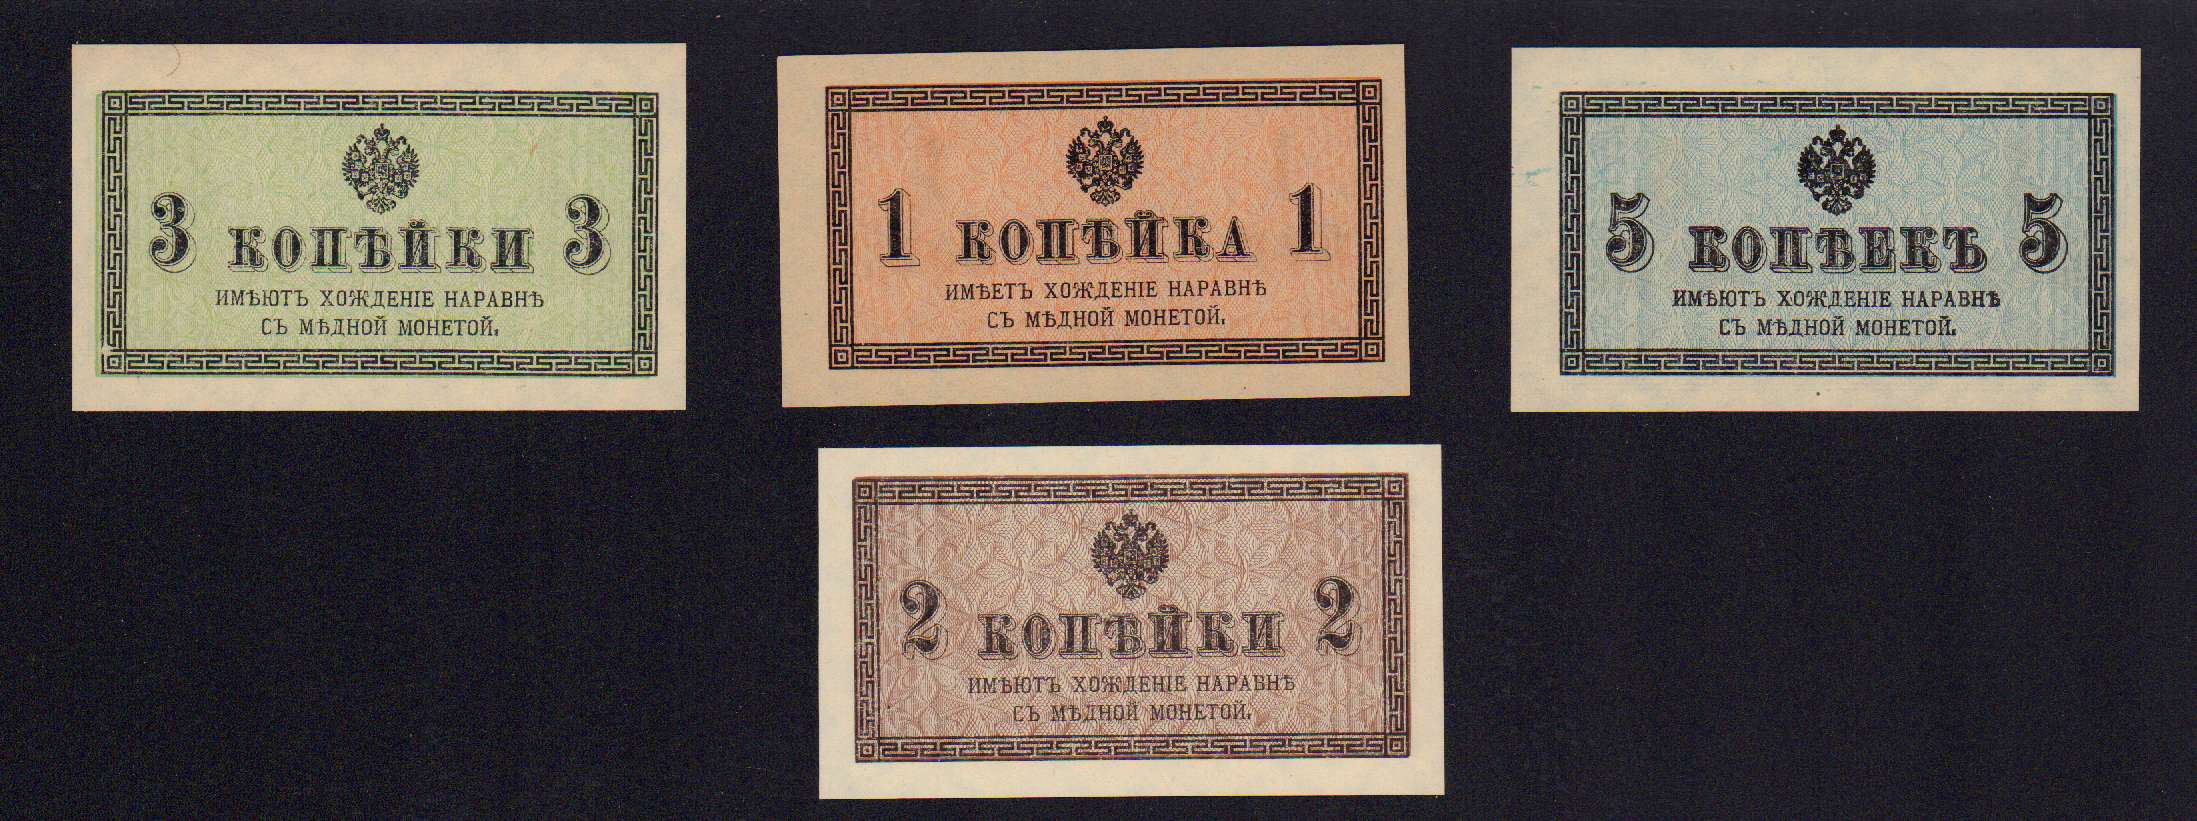 3 КОПѢЙКИ 3
ИМѢЮТЪ ХОЖДЕНІЕ НАРАВНѢ
СЪ МѢДНОЙ МОНЕТОЙ.
1 КОПѢЙКА 1
ИМѢЕТЪ ХОЖДЕНІЕ НАРАВНѢ
СЪ МѢДНОЙ МОНЕТОЙ.
5 КОПѢЕКЪ 5
ИМѢЮТЪ ХОЖДЕНІЕ НАРАВНѢ
СЪ МѢДНОЙ МОНЕТОЙ.
2 КОПѢЙКИ 2
ИМѢЮТЪ ХОЖДЕНІЕ НАРАВНѢ
СЪ МѢДНОЙ МОНЕТОЙ.